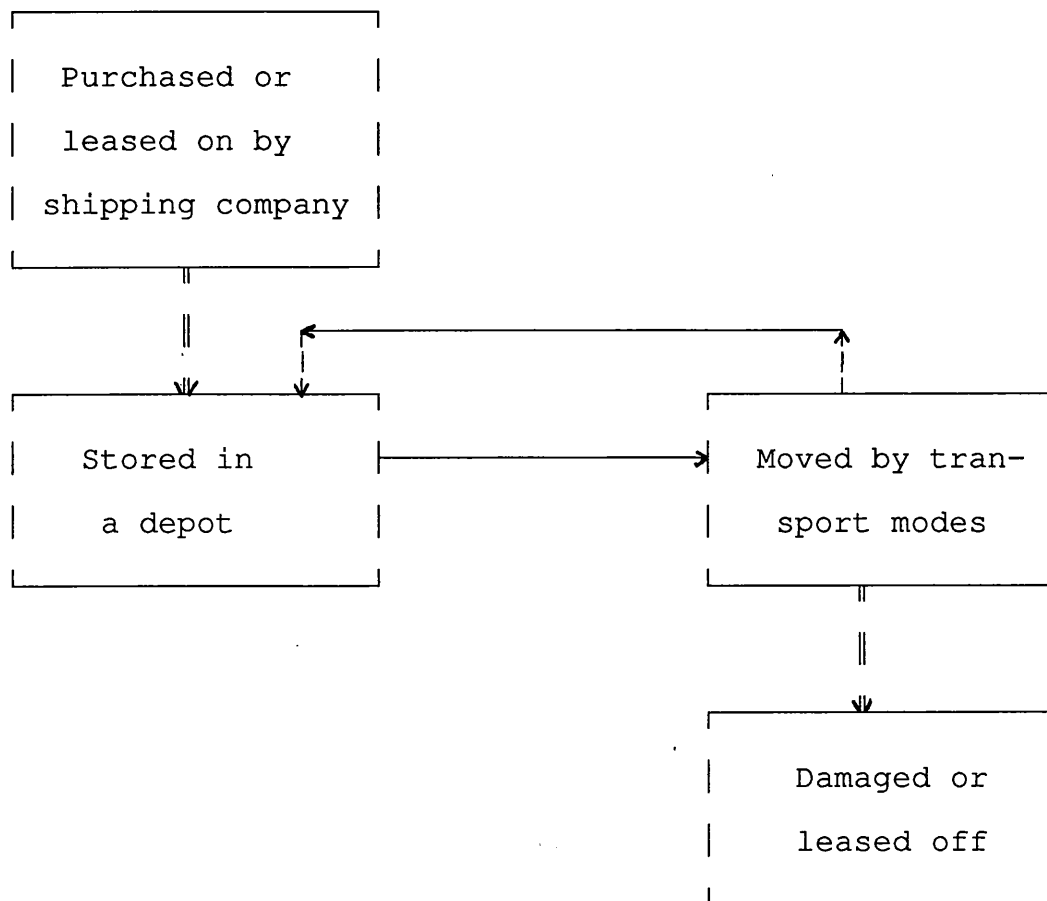 Purchased or
leased on by
shipping company
Stored in
a depot
Moved by tran-
sport modes
Damaged or
leased off